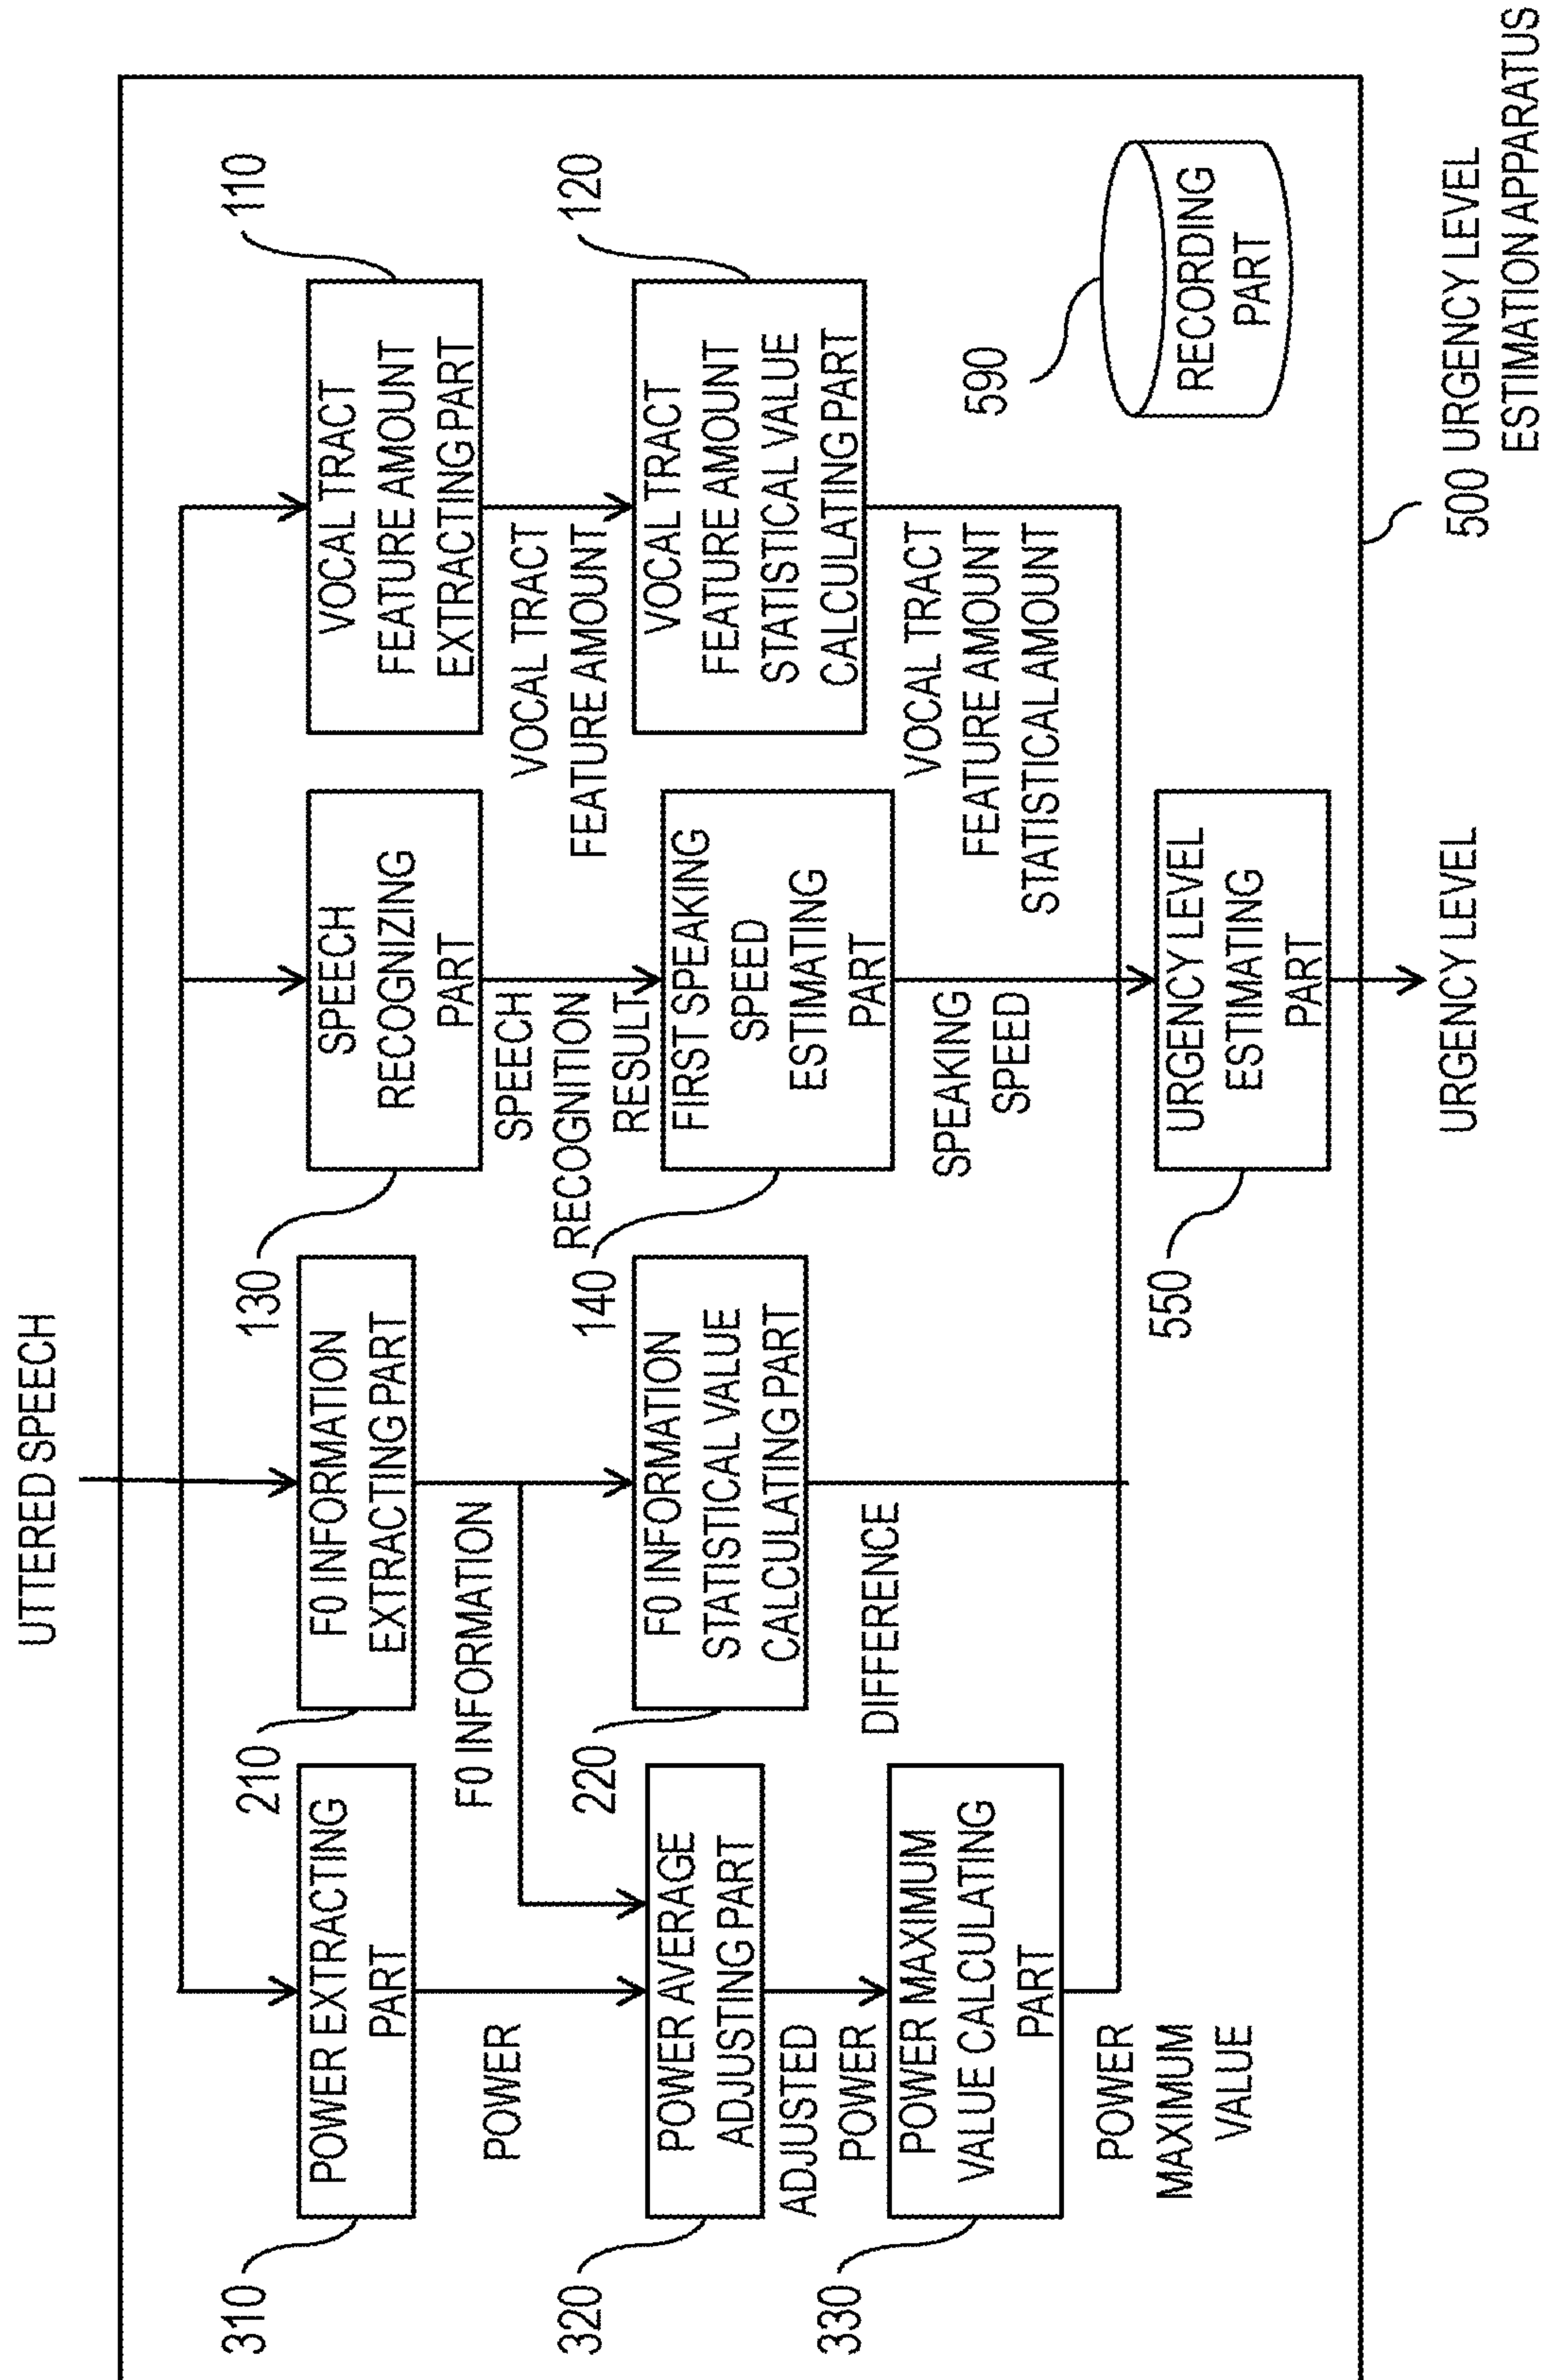 UTTERED SPEECH
310
POWER EXTRACTING
PART
210
F0 INFORMATION
EXTRACTING PART
130
SPEECH
RECOGNIZING
PART
110
VOCAL TRACT
FEATURE AMOUNT
EXTRACTING PART
POWER
F0 INFORMATION
SPEECH
RECOGNITION
RESULT
VOCAL TRACT
FEATURE AMOUNT
320
POWER AVERAGE
ADJUSTING PART
220
F0 INFORMATION
STATISTICAL VALUE
CALCULATING PART
140
FIRST SPEAKING
SPEED
ESTIMATING
PART
120
VOCAL TRACT
FEATURE AMOUNT
STATISTICAL VALUE
CALCULATING PART
ADJUSTED
POWER
330
POWER MAXIMUM
VALUE CALCULATING
PART
DIFFERENCE
SPEAKING
SPEED
VOCAL TRACT
FEATURE AMOUNT
STATISTICAL AMOUNT
POWER
MAXIMUM
VALUE
550
URGENCY LEVEL
ESTIMATING
PART
590
RECORDING
PART
URGENCY LEVEL
500 URGENCY LEVEL
ESTIMATION APPARATUS